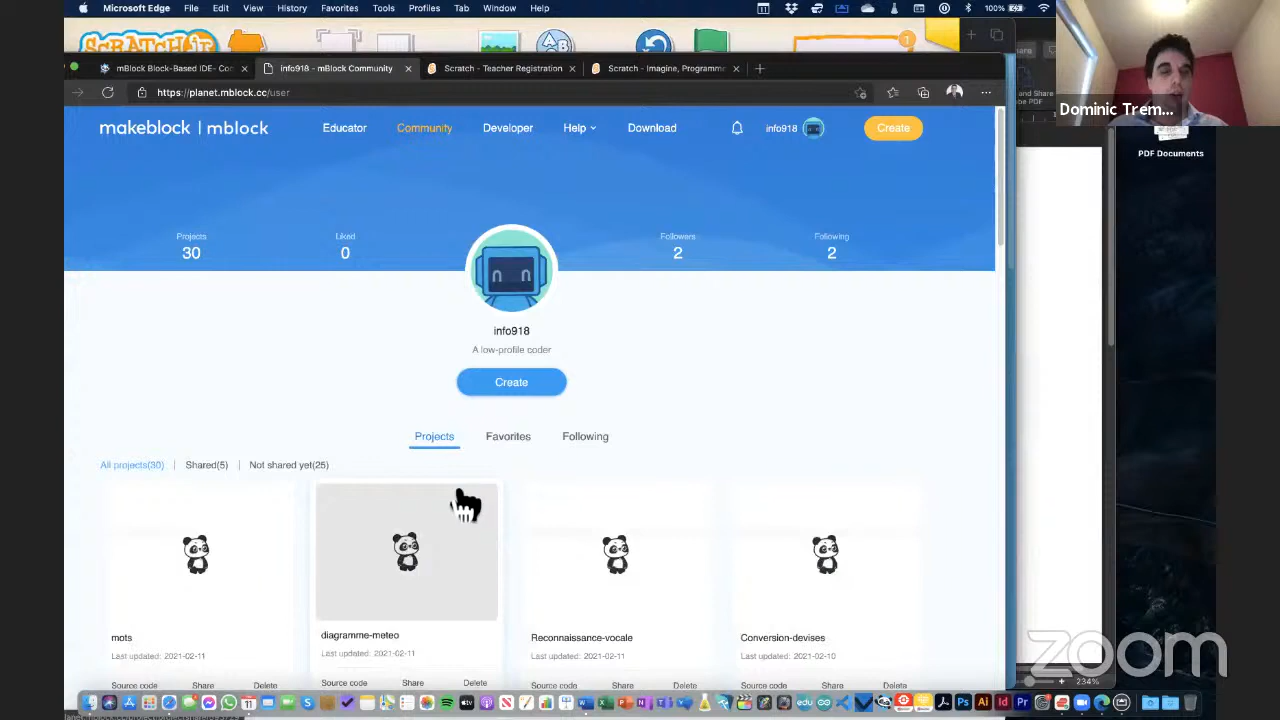 Microsoft Edge File Edit View History Favorites Tools Profiles Tab Window Help 100%
SCRATCHJr
mBlock Block-Based IDE- Co info918 - mBlock Community Scratch - Teacher Registration Scratch - Imagine, Programme
https://planet.mblock.cc/user
Dominic Trem...
makeblock | mblock Educator Community Developer Help Download info918 Create
PDF Documents
Projects Liked Followers Following
30 0 2 2
info918
A low-profile coder
Create
Projects Favorites Following
All projects(30) Shared(5) Not shared yet(25)
mots diagramme-meteo Reconnaissance-vocale Conversion-devises
Last updated: 2021-02-11 Last updated: 2021-02-11 Last updated: 2021-02-11 Last updated: 2021-02-10
Source code Share Delete Source code Share Delete Source code Share Delete Source code Share Delete
zoom
234%